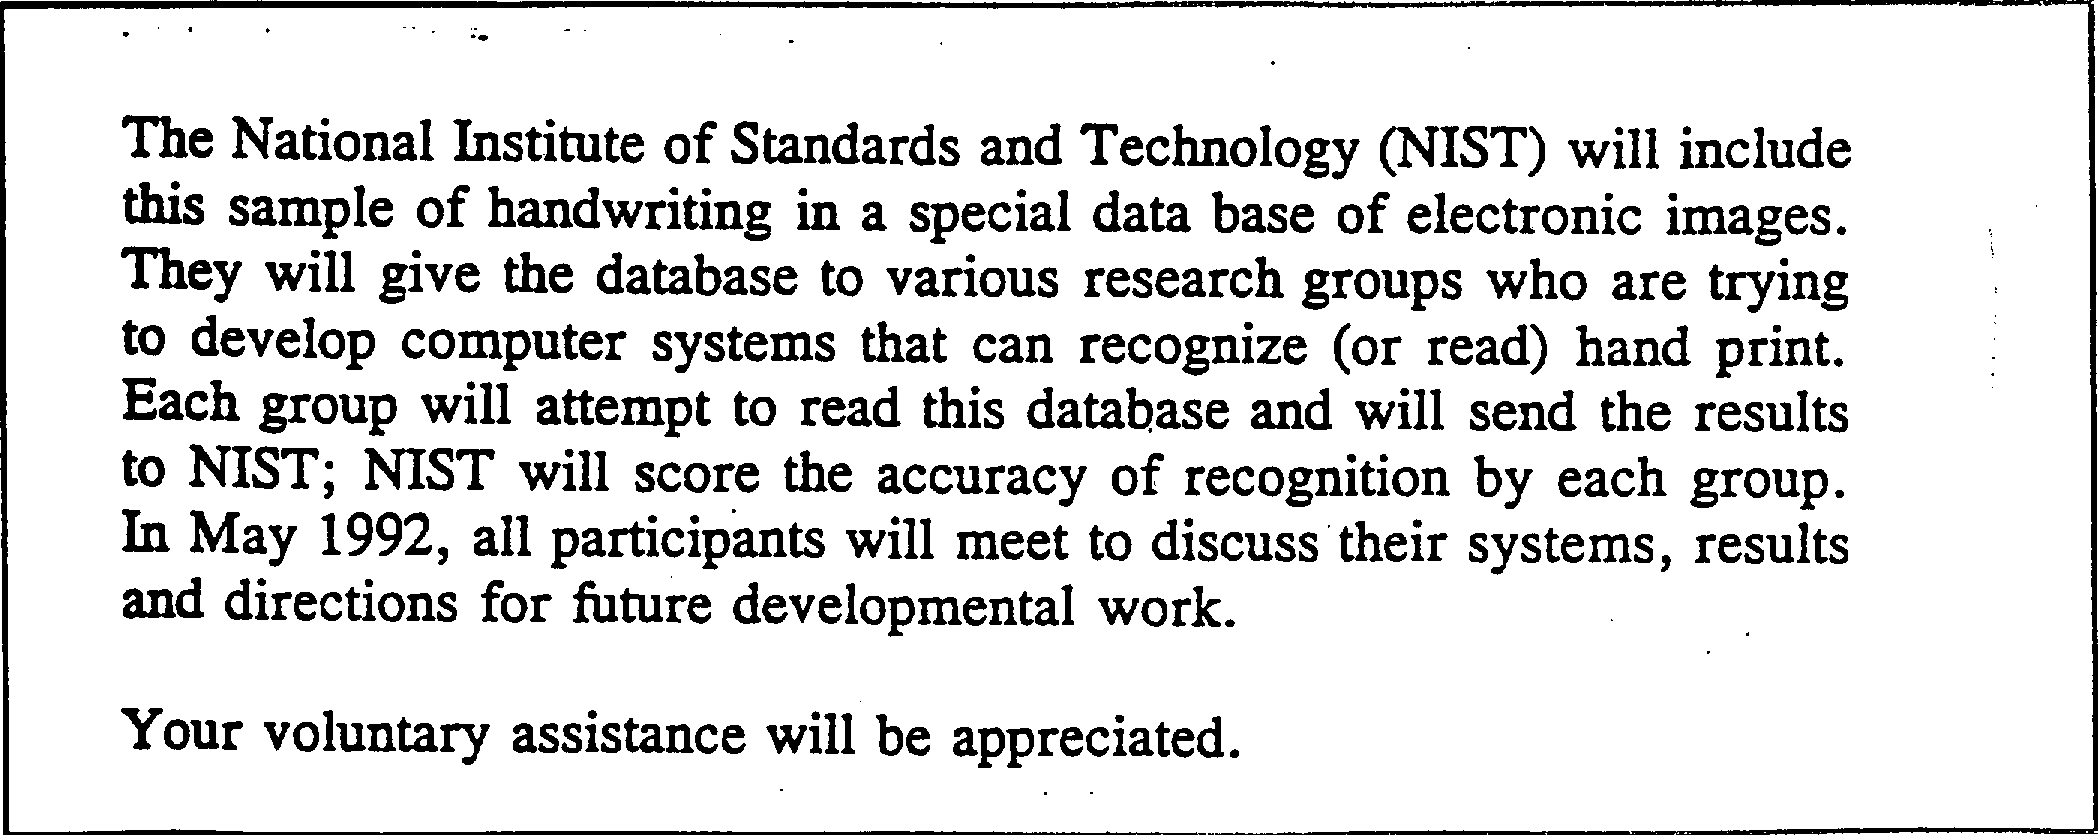 The National Institute of Standards and Technology (NIST) will include
this sample of handwriting in a special data base of electronic images.
They will give the database to various research groups who are trying
to develop computer systems that can recognize (or read) hand print.
Each group will attempt to read this database and will send the results
to NIST; NIST will score the accuracy of recognition by each group.
In May 1992, all participants will meet to discuss their systems, results
and directions for future developmental work.
Your voluntary assistance will be appreciated.